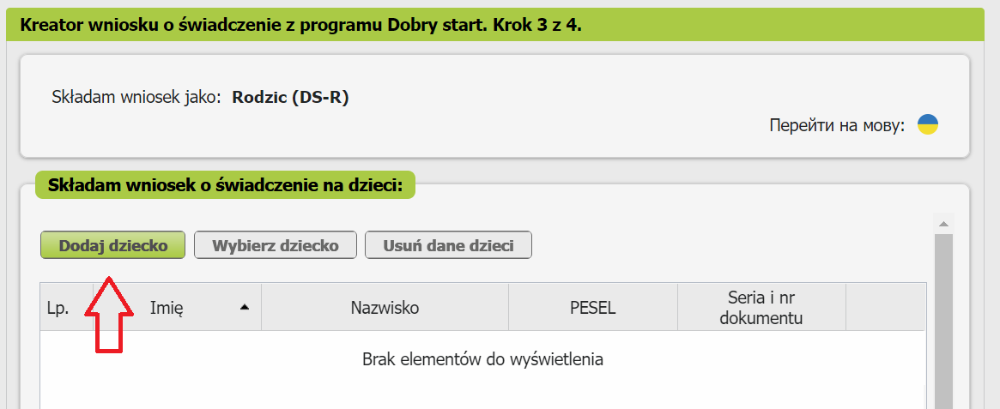 Kreator wniosku o świadczenie z programu Dobry start. Krok 3 z 4.
Składam wniosek jako: Rodzic (DS-R)
Перейти на мову:
Składam wniosek o świadczenie na dzieci:
Dodaj dziecko Wybierz dziecko Usuń dane dzieci
Lp. Imię Nazwisko PESEL Seria i nr dokumentu
Brak elementów do wyświetlenia